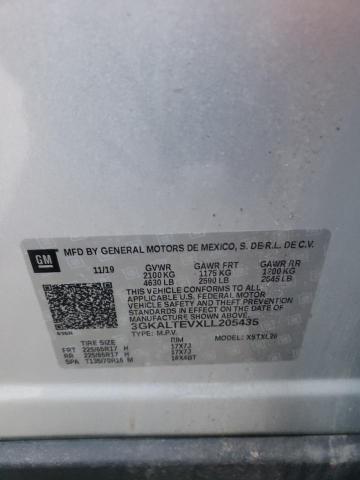 GM
MFD BY GENERAL MOTORS DE MEXICO, S. DE R.L. DE C.V.
11/19 GVWR GAWR FRT GAWR RR
2100 KG 1175 KG 1200 KG
4630 LB 2590 LB 2645 LB
THIS VEHICLE CONFORMS TO ALL APPLICABLE
U.S. FEDERAL MOTOR VEHICLE SAFETY, BUMPER, AND THEFT
PREVENTION STANDARDS IN EFFECT ON THE DATE OF
MANUFACTURE SHOWN ABOVE.
3GKALTEVXLL205435
TYPE: M.P.V. MODEL: XSTXL26
TIRE SIZE RIM
FRT 225/65R17 H 17X7J
RR 225/65R17 H 17X7J
SPA T135/70R16 M 16X4BT